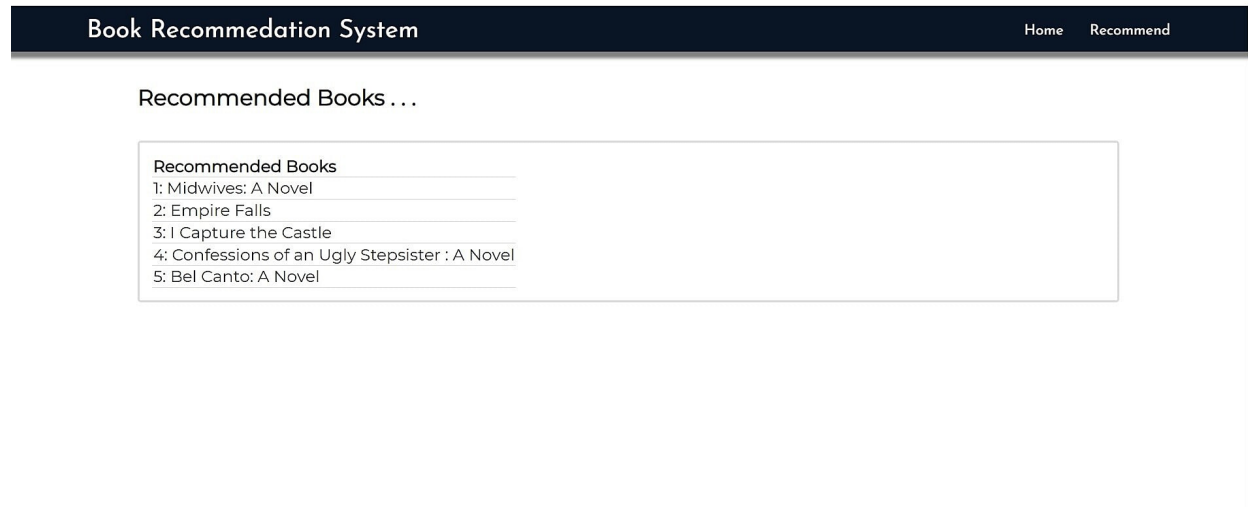 Book Recommedation System
Home Recommend
Recommended Books . . .
Recommended Books
1: Midwives: A Novel
2: Empire Falls
3: I Capture the Castle
4: Confessions of an Ugly Stepsister : A Novel
5: Bel Canto: A Novel